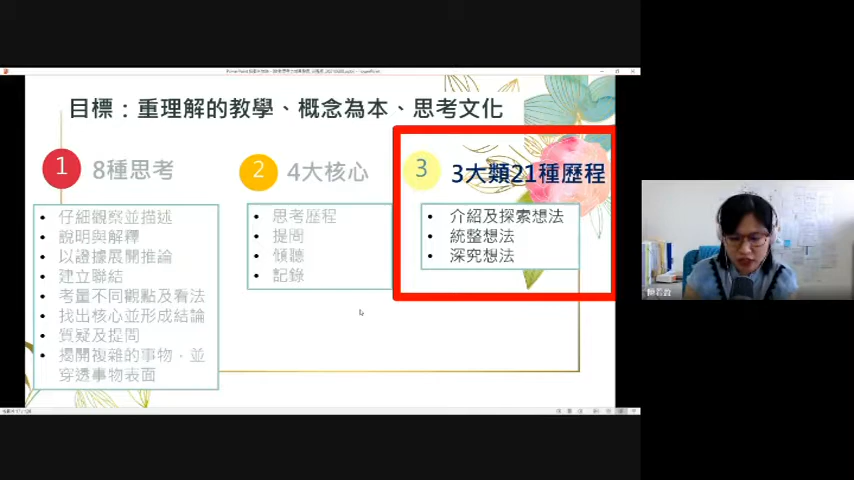 目標：重理解的教學、概念為本、思考文化
1
8種思考
仔細觀察並描述
說明與解釋
以證據展開推論
建立聯結
考量不同觀點及看法
找出核心並形成結論
質疑及提問
揭開複雜的事物，並
穿透事物表面
2
4大核心
思考歷程
提問
傾聽
記錄
3
3大類21種歷程
介紹及探索想法
統整想法
深究想法